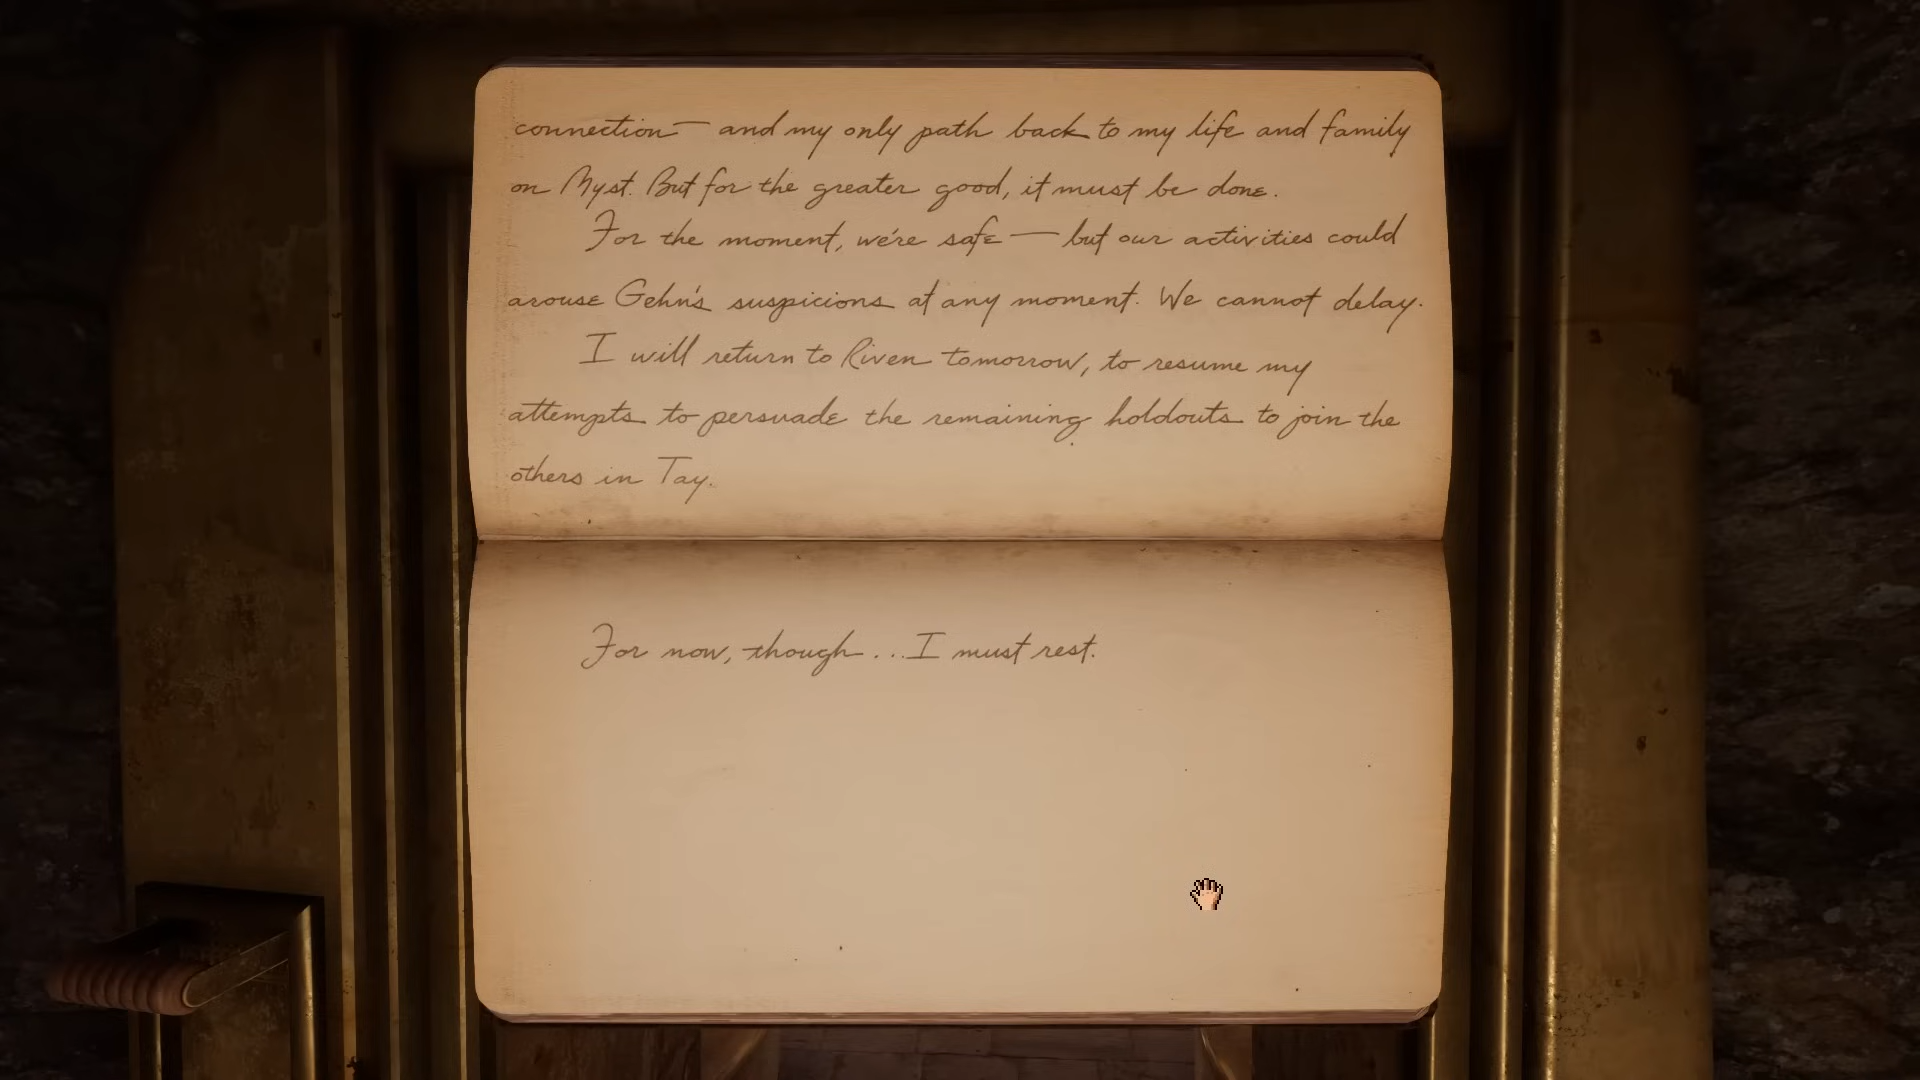 connection — and my only path back to my life and family
on Myst. But for the greater good, it must be done.
For the moment, we're safe — but our activities could
arouse Gehn's suspicions at any moment. We cannot delay.
I will return to Riven tomorrow, to resume my
attempts to persuade the remaining holdouts to join the
others in Tay.
For now, though ... I must rest.